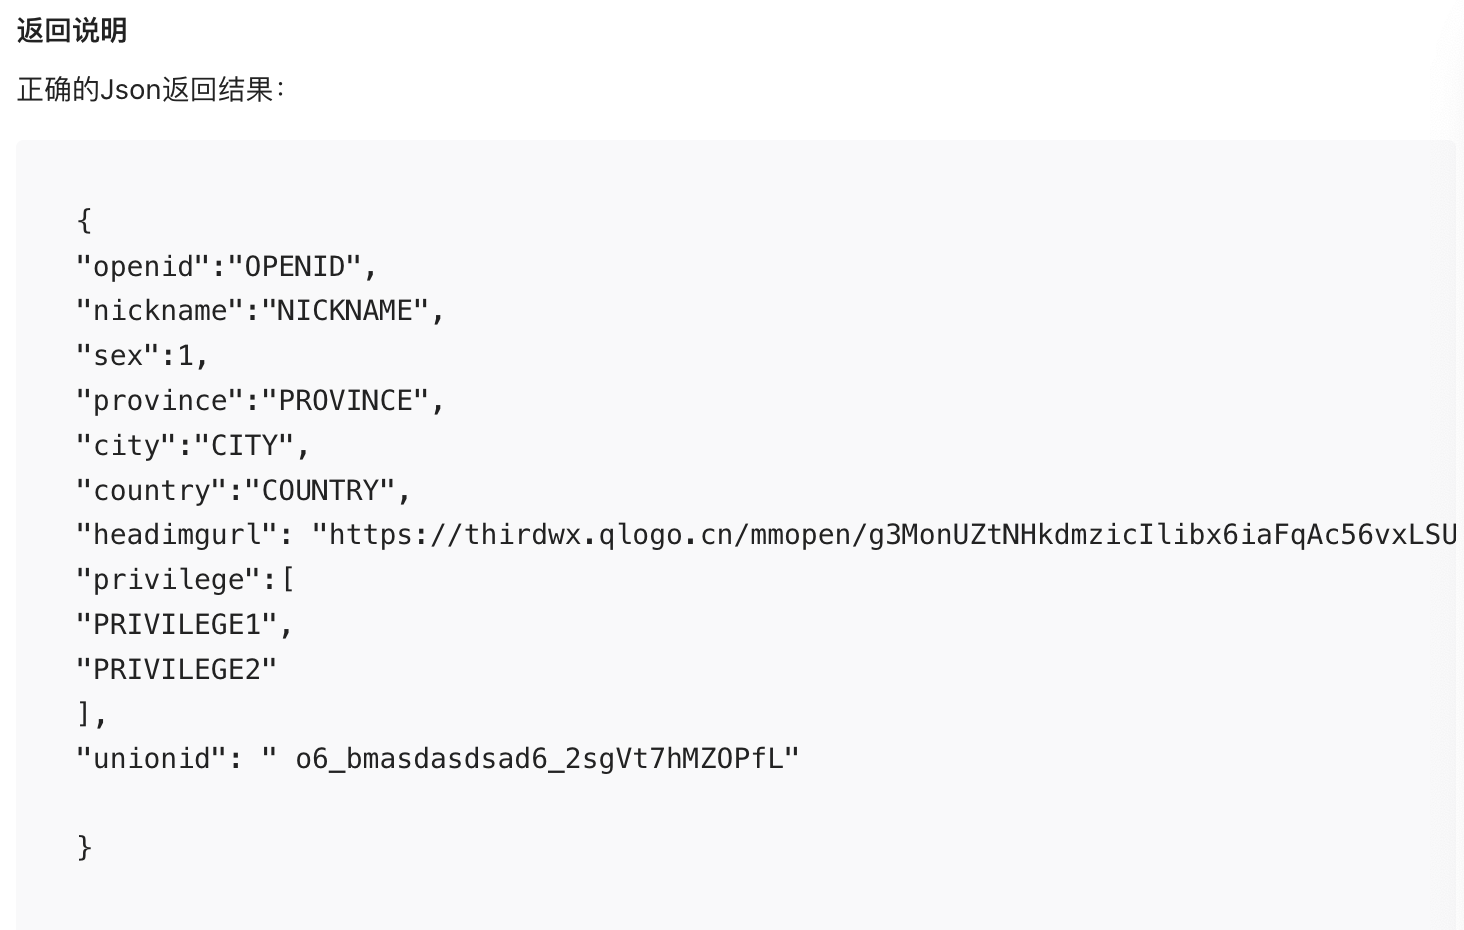 返回说明
正确的Json返回结果：
{
"openid":"OPENID",
"nickname":"NICKNAME",
"sex":1,
"province":"PROVINCE",
"city":"CITY",
"country":"COUNTRY",
"headimgurl": "https://thirdwx.qlogo.cn/mmopen/g3MonUZtNHkdmzicIlibx6iaFqAc56vxLSU
"privilege":[
"PRIVILEGE1",
"PRIVILEGE2"
],
"unionid": " o6_bmasdasdsad6_2sgVt7hMZOPfL"
}